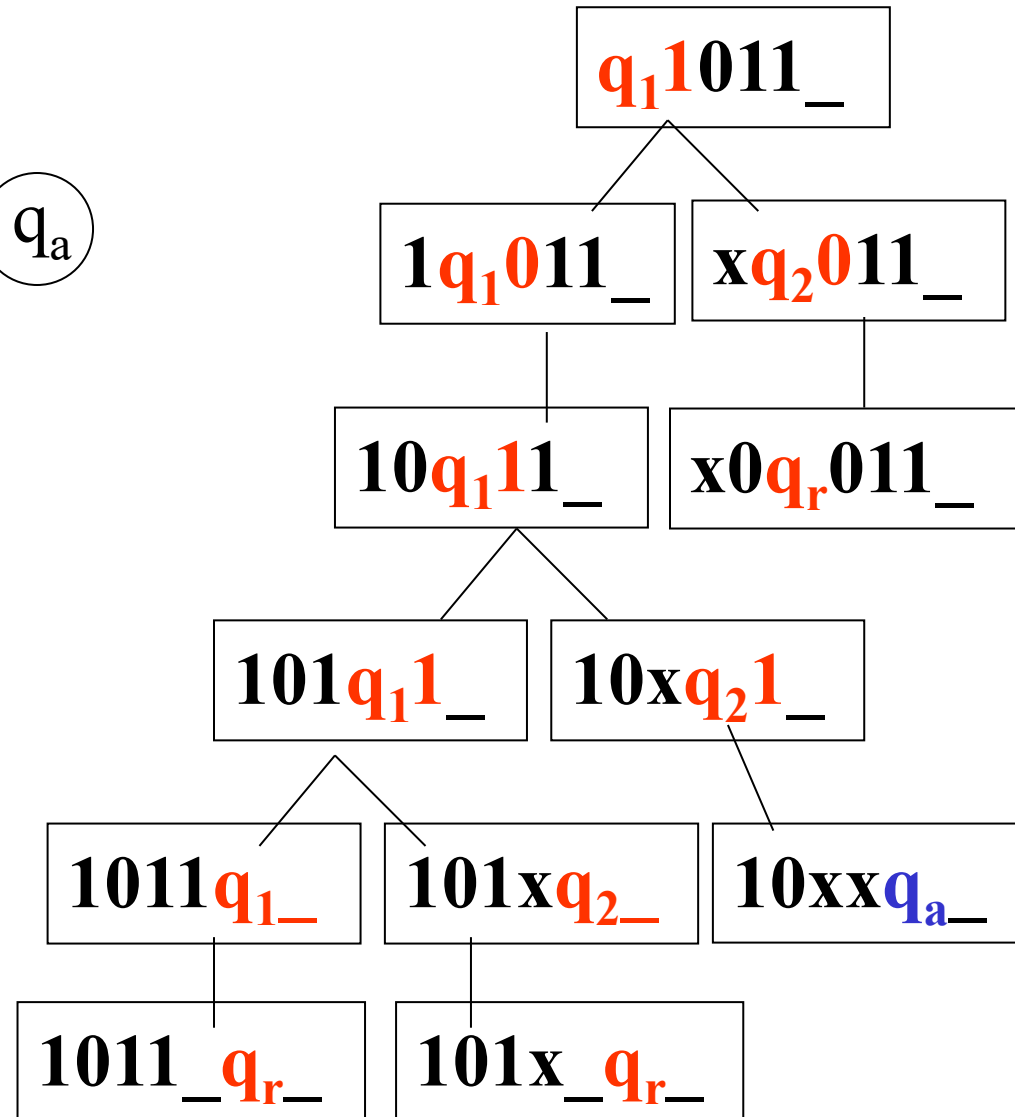 q₁1011_
qₐ
1q₁011_ xq₂011_
10q₁11_ x0qᵣ011_
101q₁1_ 10xq₂1_
1011q₁_ 101xq₂_ 10xxqₐ_
1011_qᵣ_ 101x_qᵣ_